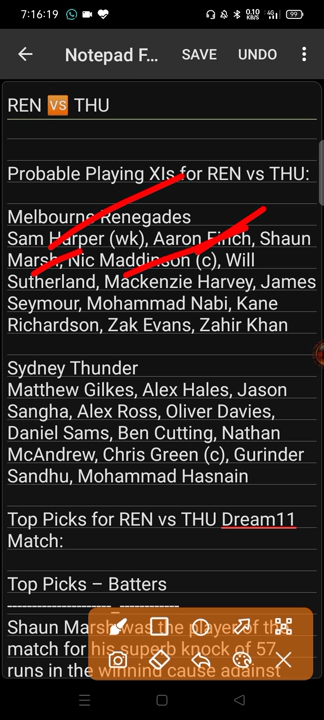 7:16:19
0.10 KB/S
4G
99
Notepad F... SAVE UNDO
REN VS THU
Probable Playing XIs for REN vs THU:
Melbourne Renegades
Sam Harper (wk), Aaron Finch, Shaun
Marsh, Nic Maddinson (c), Will
Sutherland, Mackenzie Harvey, James
Seymour, Mohammad Nabi, Kane
Richardson, Zak Evans, Zahir Khan
Sydney Thunder
Matthew Gilkes, Alex Hales, Jason
Sangha, Alex Ross, Oliver Davies,
Daniel Sams, Ben Cutting, Nathan
McAndrew, Chris Green (c), Gurinder
Sandhu, Mohammad Hasnain
Top Picks for REN vs THU Dream11
Match:
Top Picks – Batters
Shaun Marsh was the player of the
match for his superb knock of 57
runs in the winning cause against